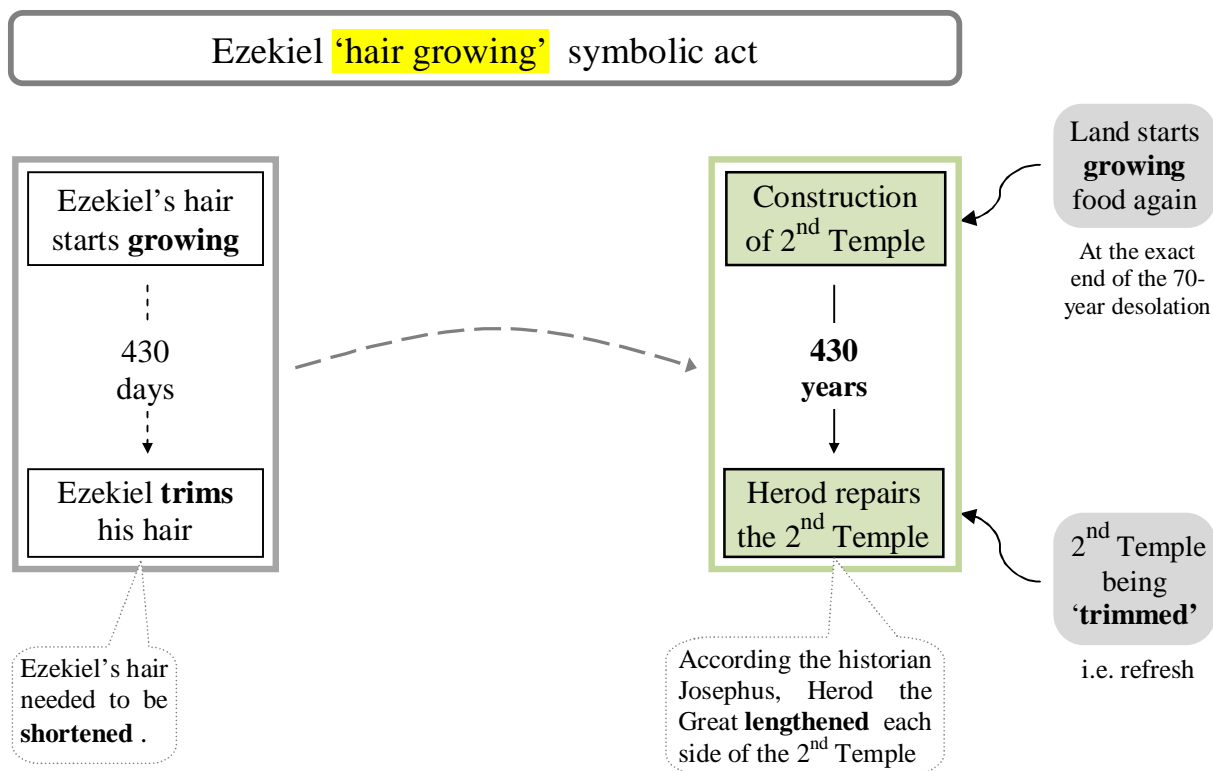 Ezekiel ‘hair growing’ symbolic act
Ezekiel’s hair
starts growing
430
days
Ezekiel trims
his hair
Ezekiel’s hair
needed to be
shortened .
Construction
of 2nd Temple
430
years
Herod repairs
the 2nd Temple
According the historian
Josephus, Herod the
Great lengthened each
side of the 2nd Temple
Land starts
growing
food again
At the exact
end of the 70-
year desolation
2nd Temple
being
‘trimmed’
i.e. refresh